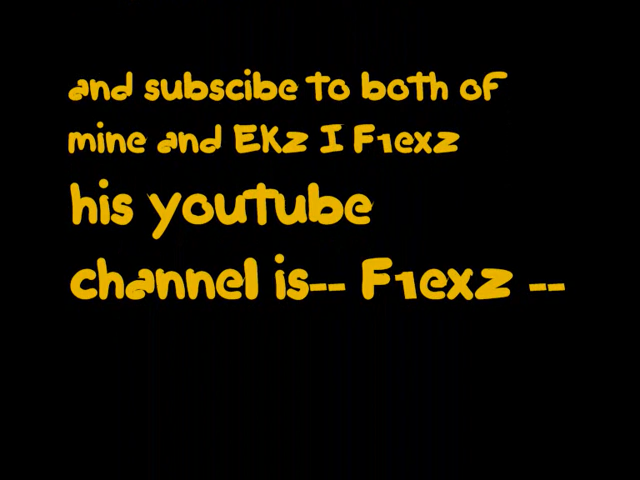 and subscibe to both of
mine and EKz I F1exz
his youtube
channel is-- F1exz --